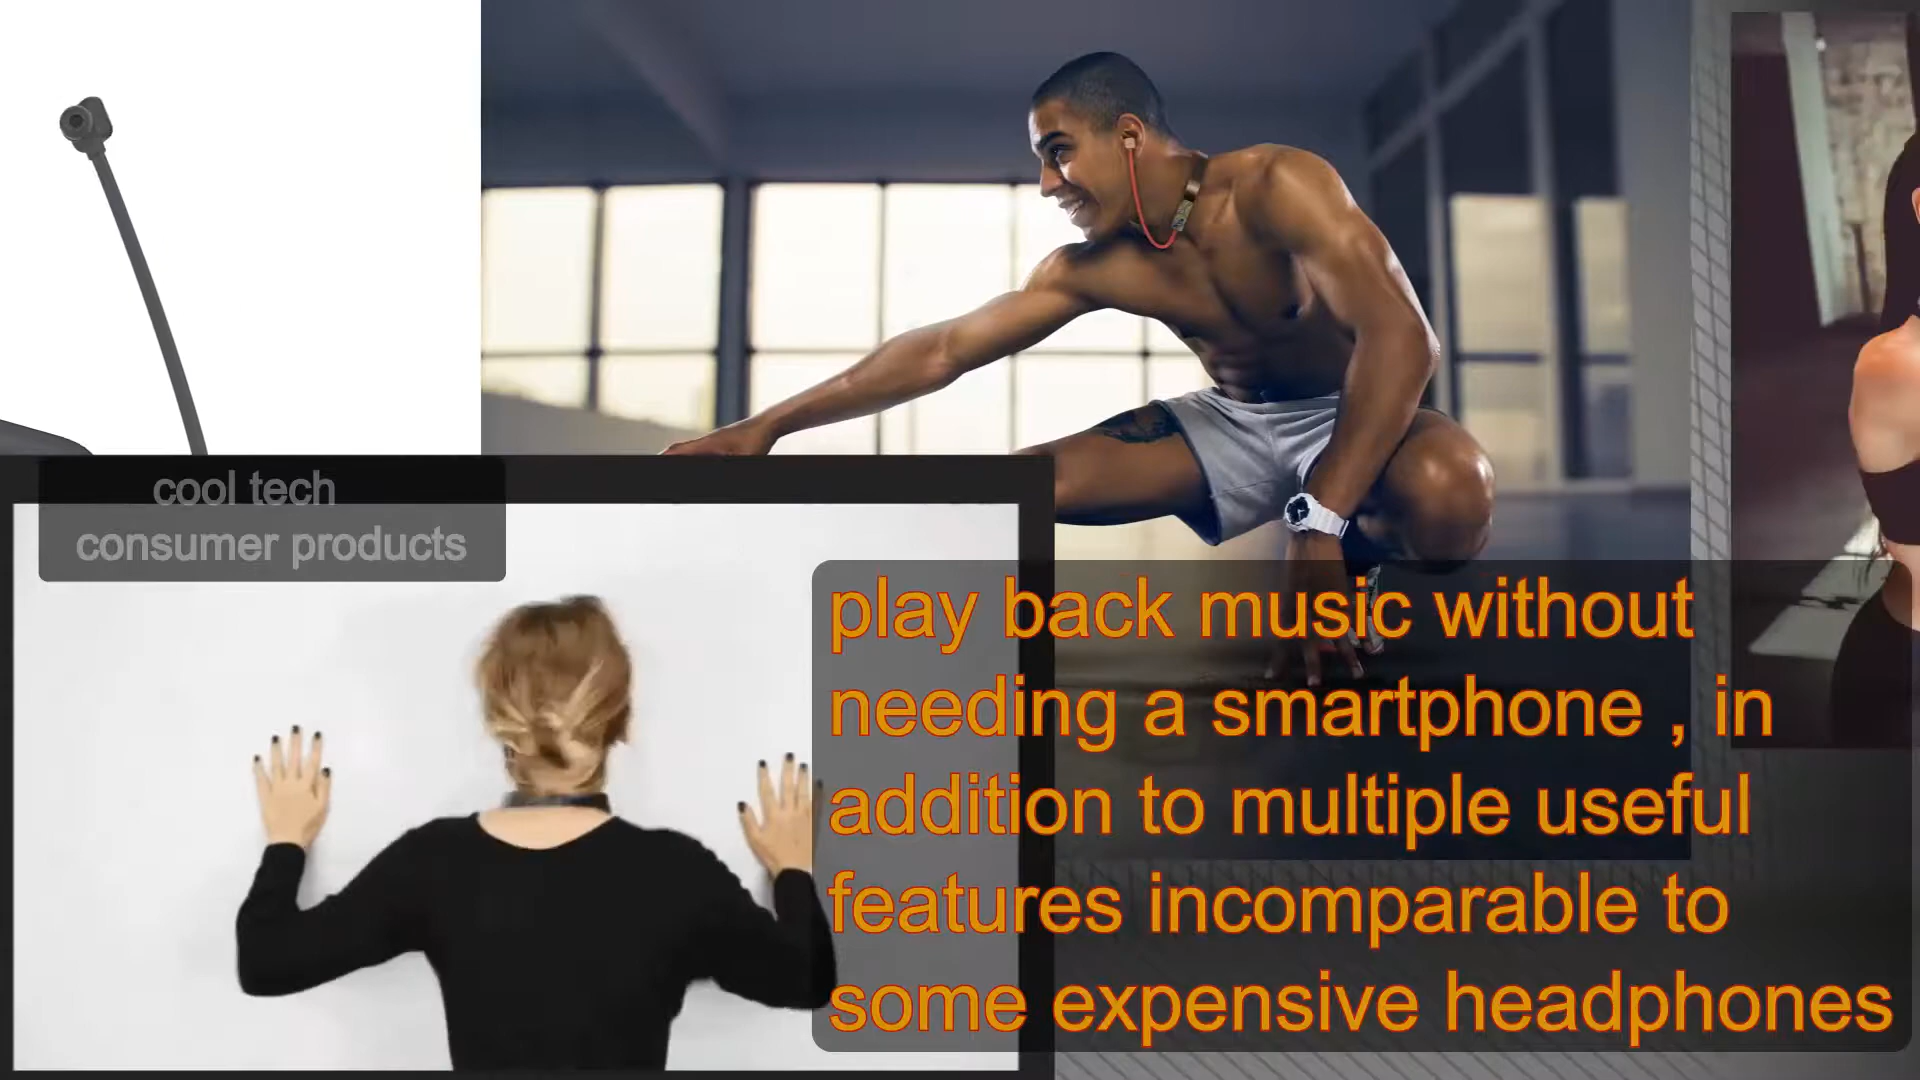 cool tech
consumer products
play back music without
needing a smartphone , in
addition to multiple useful
features incomparable to
some expensive headphones